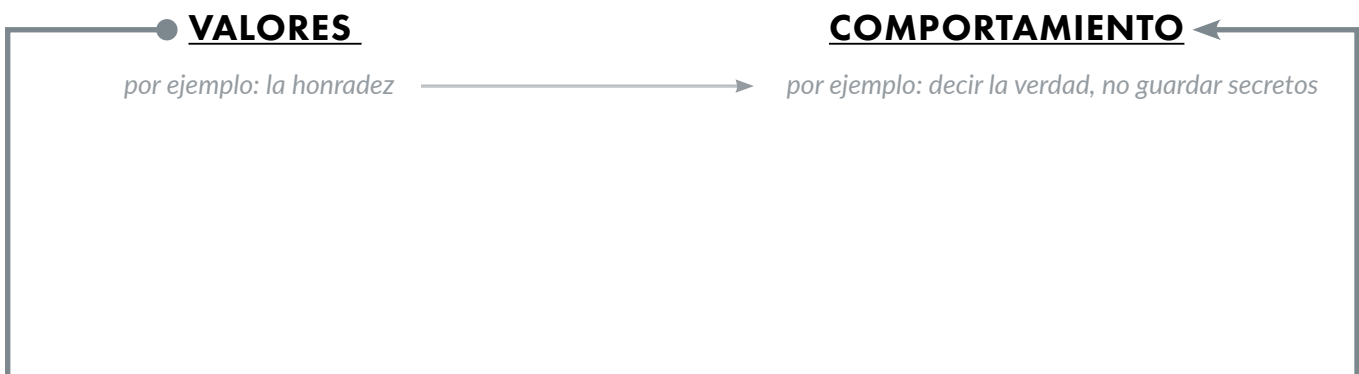 VALORES
COMPORTAMIENTO
por ejemplo: la honradez
por ejemplo: decir la verdad, no guardar secretos